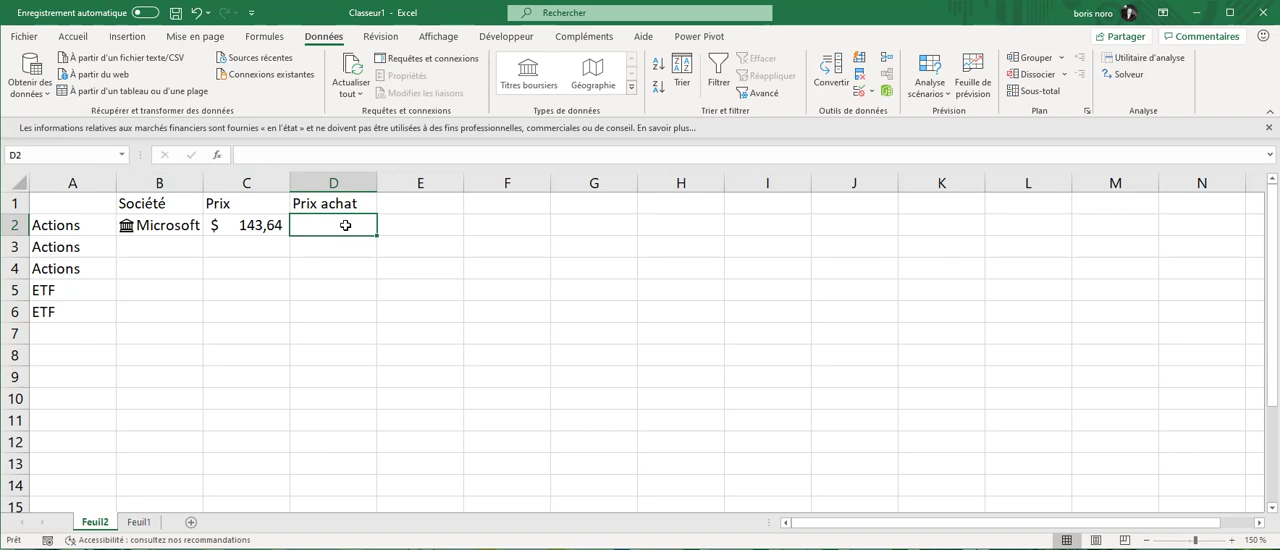 Enregistrement automatique
Classeur1 - Excel
Rechercher
boris noro
Fichier Accueil Insertion Mise en page Formules Données Révision Affichage Développeur Compléments Aide Power Pivot
Partager Commentaires
Obtenir des données
À partir d'un fichier texte/CSV
À partir du web
À partir d'un tableau ou d'une plage
Sources récentes
Connexions existantes
Récupérer et transformer des données
Actualiser tout
Requêtes et connexions
Propriétés
Modifier les liaisons
Requêtes et connexions
Titres boursiers
Géographie
Types de données
Trier
Filtrer
Effacer
Réappliquer
Avancé
Trier et filtrer
Convertir
Outils de données
Analyse scénarios
Feuille de prévision
Prévision
Grouper
Dissocier
Sous-total
Plan
Utilitaire d'analyse
Solveur
Analyse
Les informations relatives aux marchés financiers sont fournies « en l'état » et ne doivent pas être utilisées à des fins professionnelles, commerciales ou de conseil. En savoir plus...
D2
fx
A B C D E F G H I J K L M N
1 Société Prix Prix achat
2 Actions Microsoft $ 143,64
3 Actions
4 Actions
5 ETF
6 ETF
7
8
9
10
11
12
13
14
15
Feuil2 Feuil1
Prêt
Accessibilité : consultez nos recommandations
150 %